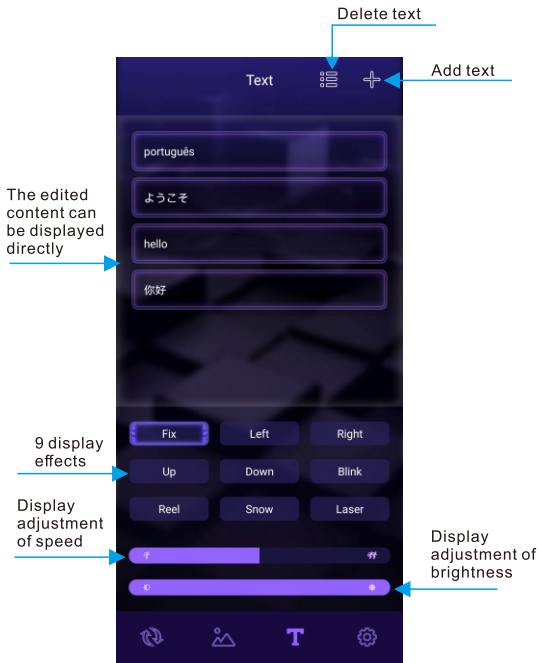 Delete text
Text
Add text
português
ようこそ
The edited
content can
be displayed
directly
hello
你好
Fix
Left
Right
9 display
effects
Up
Down
Blink
Reel
Snow
Laser
Display
adjustment
of speed
Display
adjustment of
brightness
T